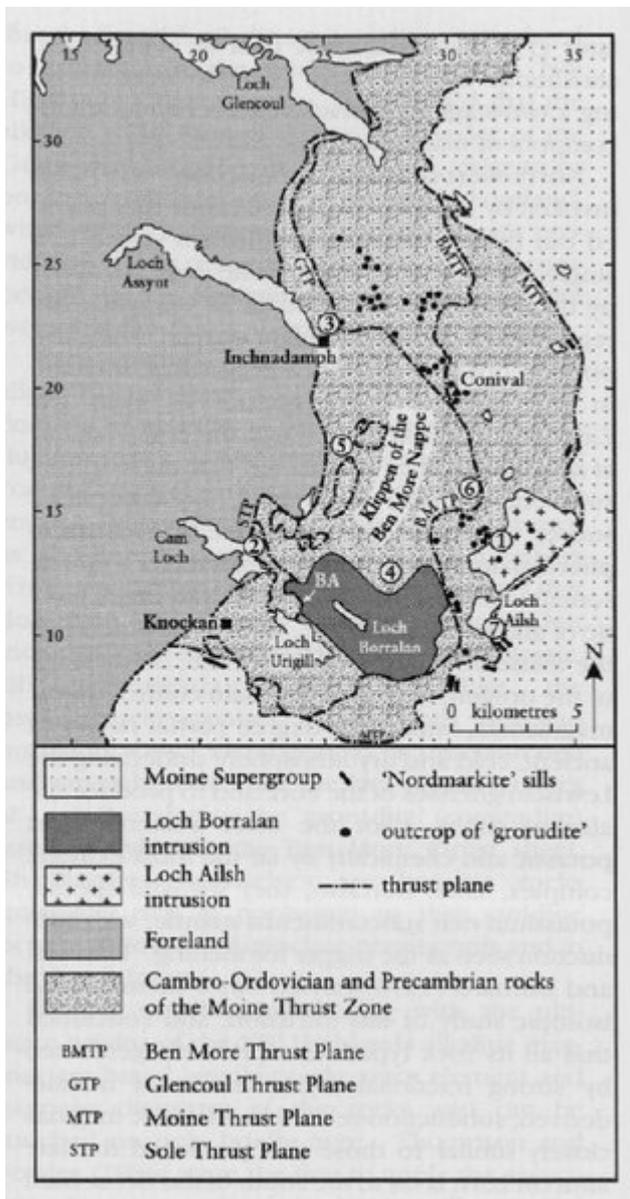 15
20
25
30
35
Loch
Glencoul
30
25
Loch
Assynt
GTP
BMTP
MTP
3
Inchnadamph
20
Conival
5
Klippen of the
Ben More Nappe
6
15
STP
BMTP
Cam
Loch
2
1
4
BA
Loch
Ailsh
Knockan
Loch
Borralan
7
10
Loch
Urigill
N
0 kilometres 5
MTP
Moine Supergroup
'Nordmarkite' sills
Loch Borralan
intrusion
outcrop of 'grorudite'
Loch Ailsh
intrusion
thrust plane
Foreland
Cambro-Ordovician and Precambrian rocks
of the Moine Thrust Zone
BMTP Ben More Thrust Plane
GTP Glencoul Thrust Plane
MTP Moine Thrust Plane
STP Sole Thrust Plane